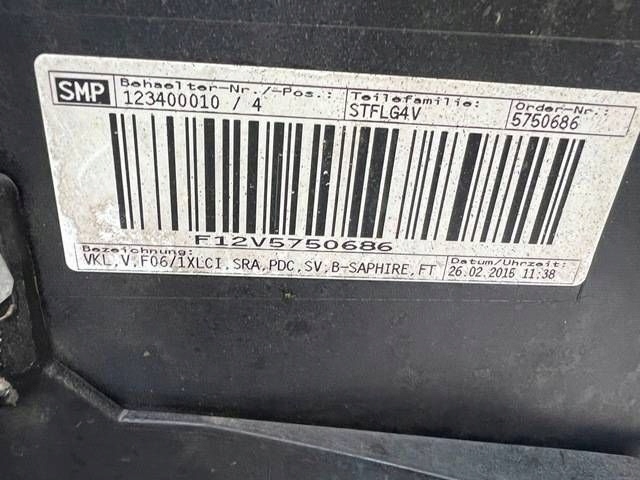 SMP
Behaelter-Nr./-Pos.:
123400010 / 4
Teilefamilie:
STFLG4V
Order-Nr.:
5750686
F12V5750686
Bezeichnung:
VKL,V,F06/1XLCI,SRA,PDC,SV,B-SAPHIRE,FT
Datum/Uhrzeit:
26.02.2016 11:38